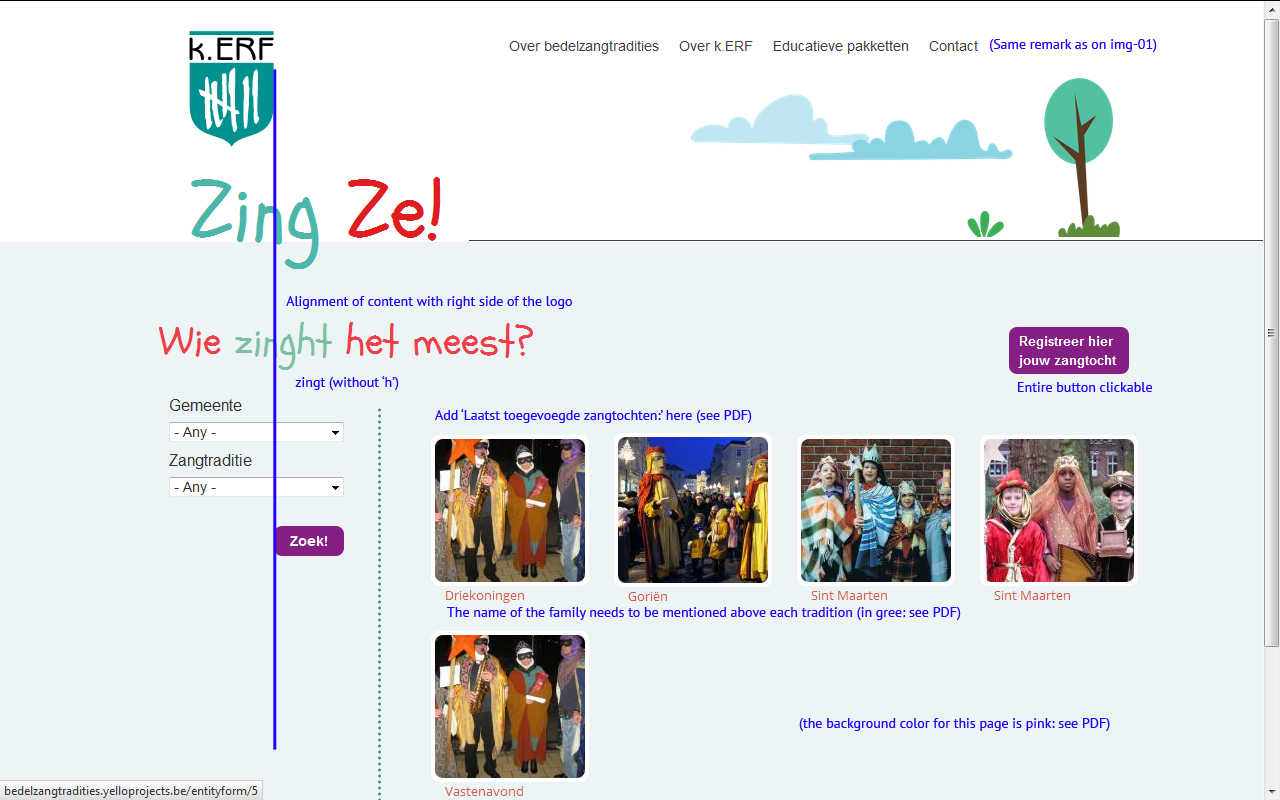 k.ERF
Over bedelzangtradities Over k.ERF Educatieve pakketten Contact (Same remark as on img-01)
Zing Ze!
Alignment of content with right side of the logo
Wie zinght het meest?
Registreer hier
jouw zangtocht
zingt (without ‘h’)
Entire button clickable
Gemeente
- Any -
Zangtraditie
- Any -
Zoek!
Add ‘Laatst toegevoegde zangtochten:’ here (see PDF)
Driekoningen Goriën Sint Maarten Sint Maarten
The name of the family needs to be mentioned above each tradition (in gree: see PDF)
(the background color for this page is pink: see PDF)
Vastenavond
bedelzangtradities.yelloprojects.be/entityform/5